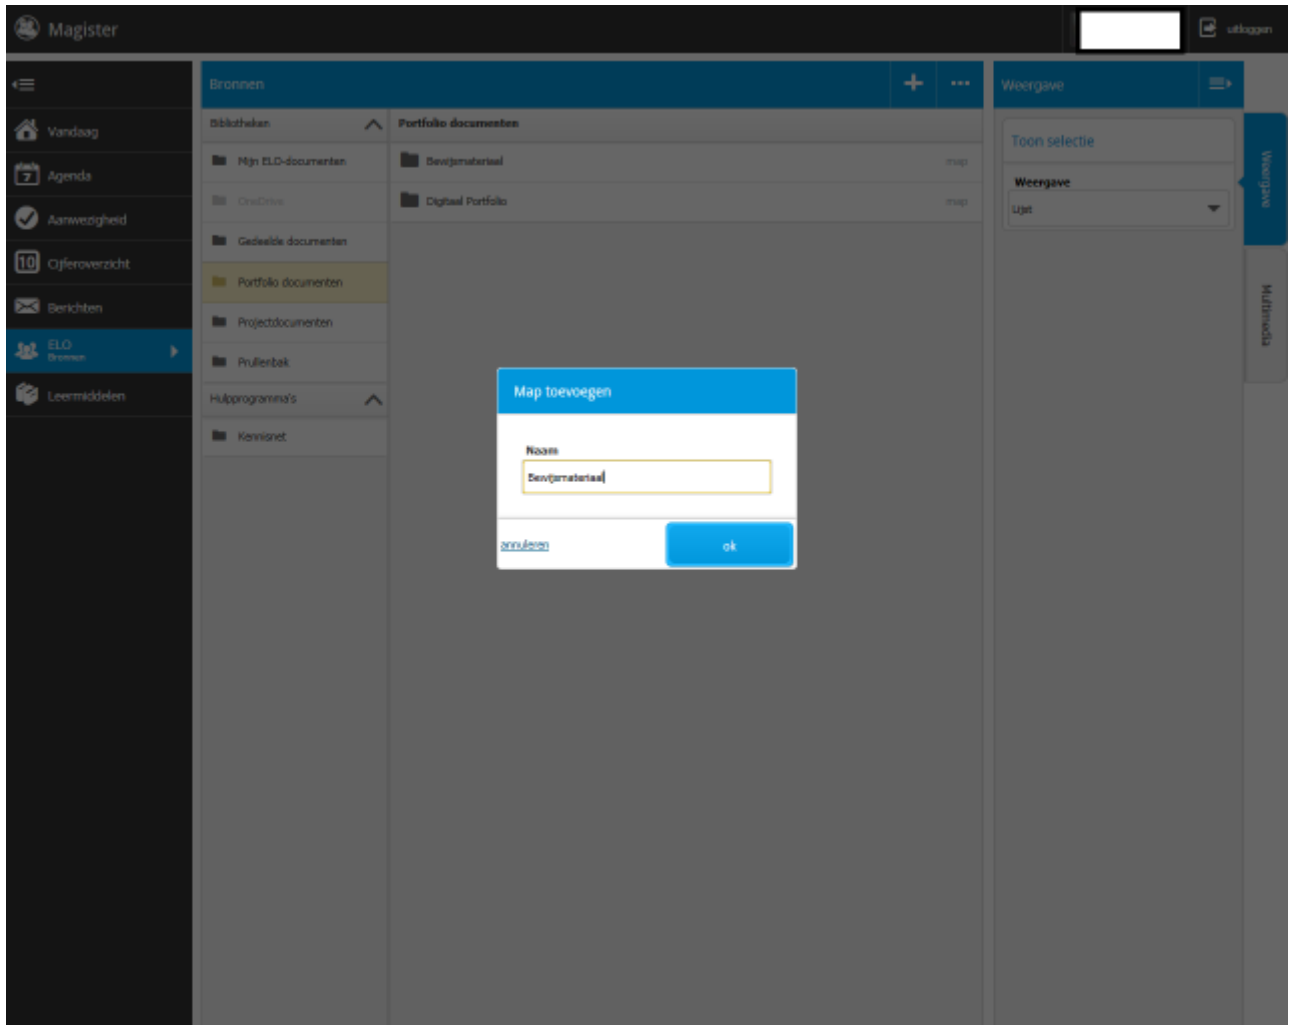 Magister
uitloggen
Bronnen
Weergave
Vandaag
Agenda
Aanwezigheid
10 Cijferoverzicht
Berichten
ELO
Bronnen
Leermiddelen
Bibliotheken
Mijn ELO-documenten
OneDrive
Gedeelde documenten
Portfolio documenten
Projectdocumenten
Prullenbak
Hulpprogramma's
Kennisnet
Portfolio documenten
Bewijsmateriaal map
Digitaal Portfolio map
Toon selectie
Weergave
Lijst
Weergave
Multimedia
Map toevoegen
Naam
Bewijsmateriaal
annuleren
ok
7